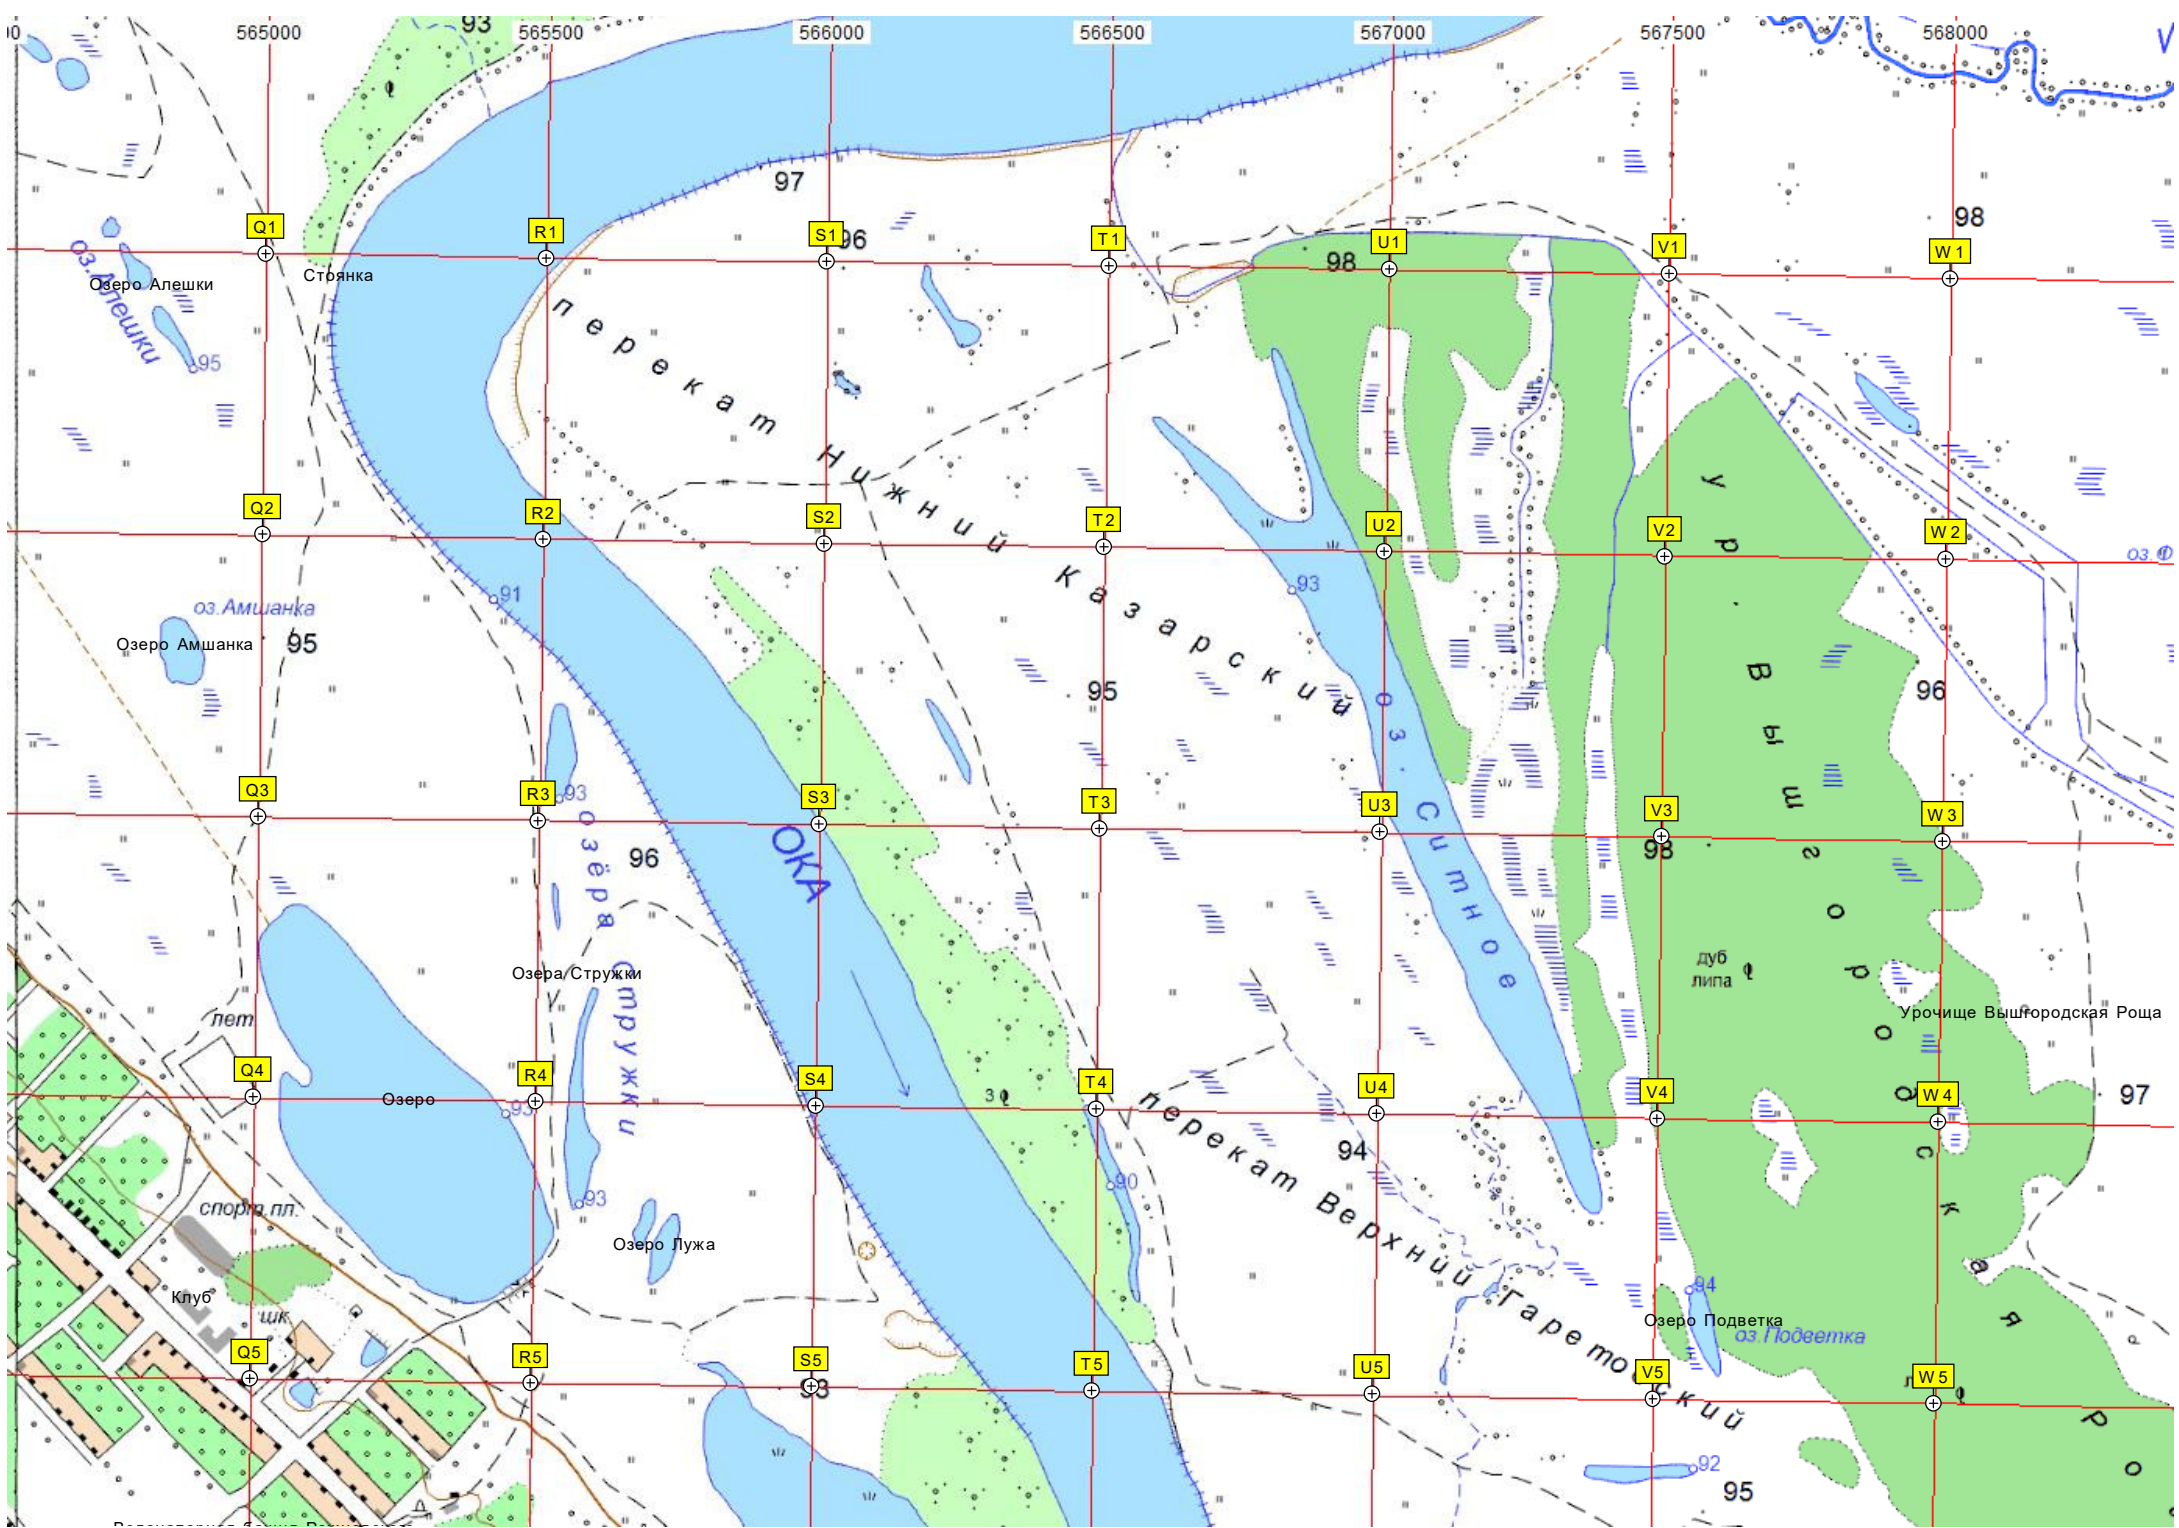 93
565000
565500
566000
566500
567000
567500
568000
97
98
Q1
R1
S1
96
T1
U1
V1
W1
98
оз.Алешки
Озеро Алешки
Стоянка
95
перекат Нижний Казарский
Q2
R2
S2
T2
U2
V2
W2
91
93
оз.Амшанка
Озеро Амшанка
95
95
96
оз. Ситное
ур. Вышгородская Ро
Q3
R3
93
S3
T3
U3
V3
W3
98
ОКА
96
озёра Стружки
Озера Стружки
дуб
липа
Урочище Вышгородская Роща
лет.
Q4
R4
S4
T4
U4
V4
W4
Озеро
93
3
97
перекат Верхний Гаретовский
94
90
93
спорт.пл.
Озеро Лужа
94
Клуб
шк.
Озеро Подветка
оз.Подветка
Q5
R5
S5
93
T5
U5
V5
W5
92
95